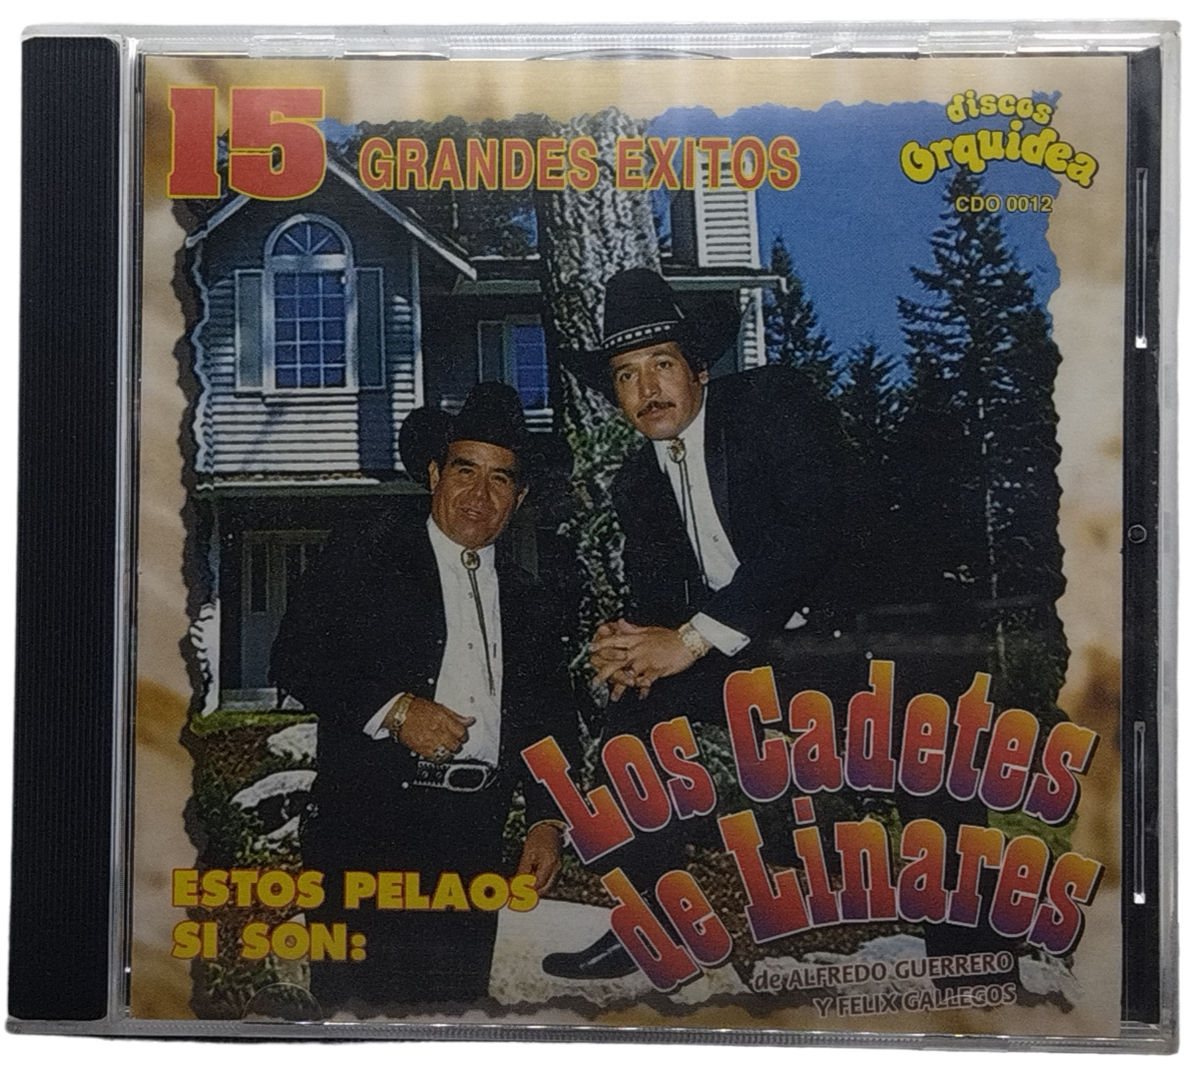 15 GRANDES EXITOS
discos
Orquidea
CDO 0012
Los Cadetes
de Linares
ESTOS PELAOS
SI SON:
de ALFREDO GUERRERO
Y FELIX GALLEGOS